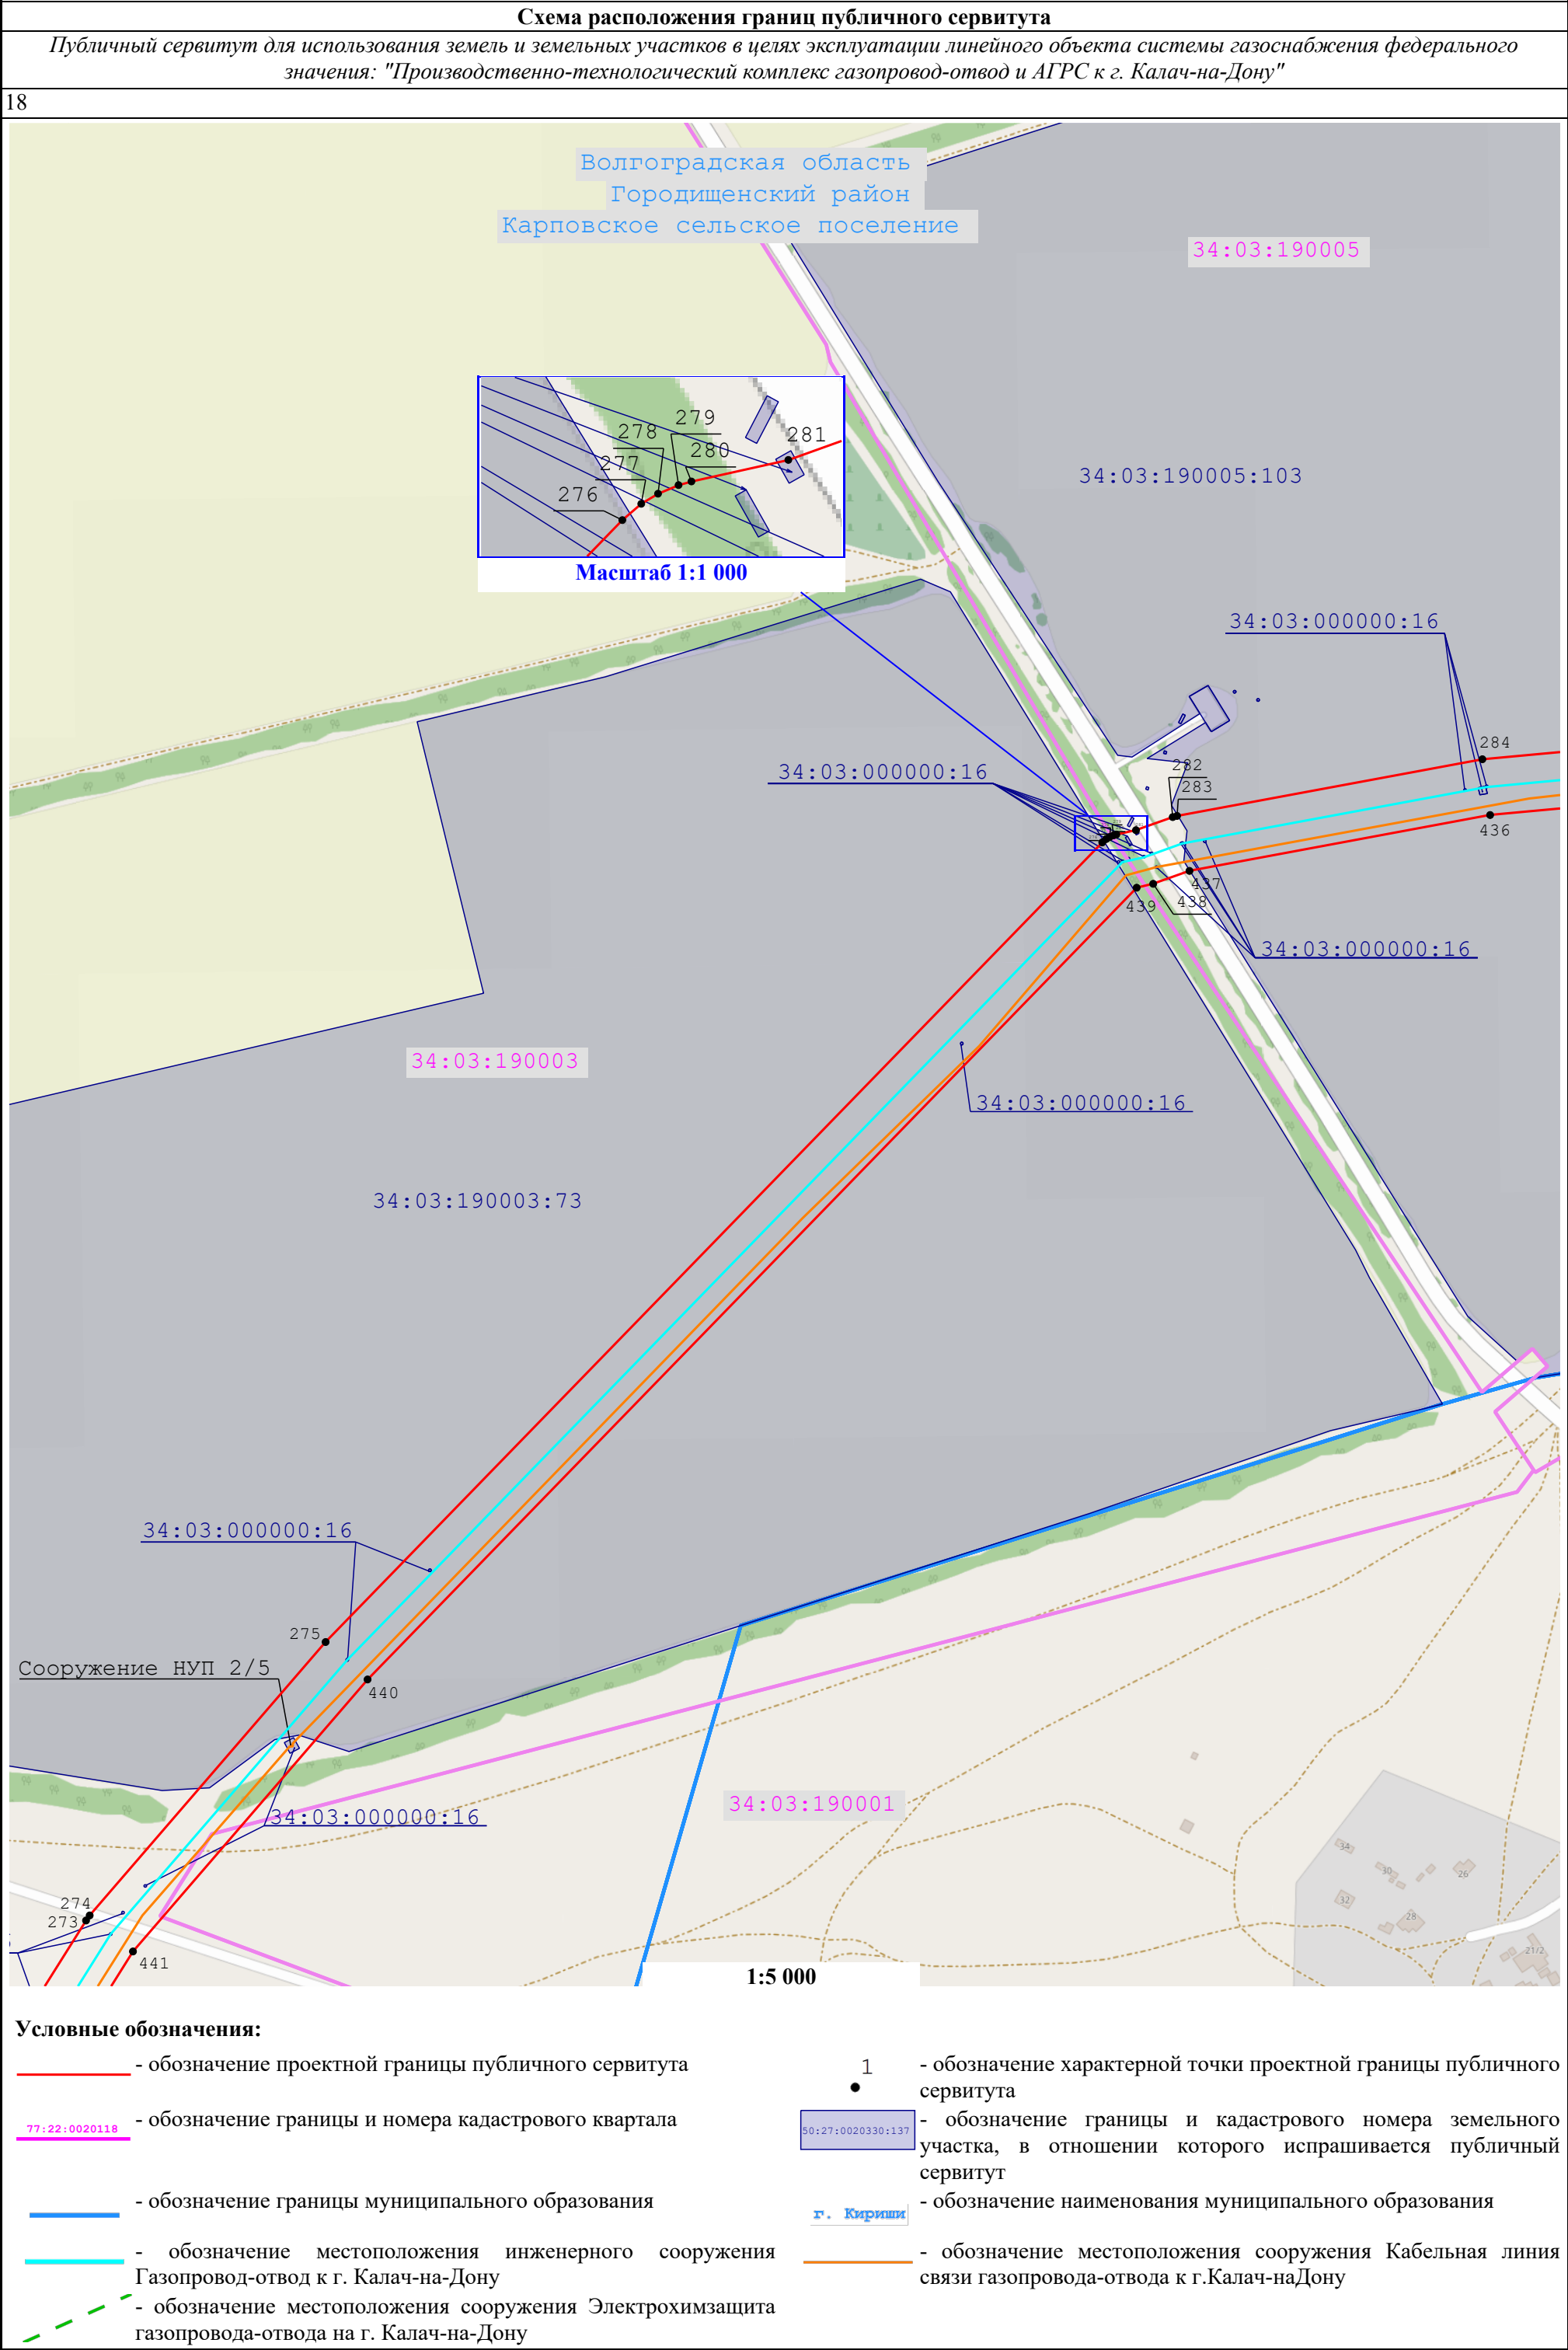 Схема расположения границ публичного сервитута
Публичный сервитут для использования земель и земельных участков в целях эксплуатации линейного объекта системы газоснабжения федерального
значения: "Производственно-технологический комплекс газопровод-отвод и АГРС к г. Калач-на-Дону"
18
Волгоградская область
Городищенский район
Карповское сельское поселение
34:03:190005
279
278
281
280
277
276
Масштаб 1:1 000
34:03:190005:103
34:03:000000:16
284
34:03:000000:16
282
283
436
437
439
438
34:03:000000:16
34:03:190003
34:03:000000:16
34:03:190003:73
34:03:000000:16
275
Сооружение НУП 2/5
440
34:03:190001
34:03:000000:16
34
30
26
32
28
21/2
274
273
441
1:5 000
Условные обозначения:
- обозначение проектной границы публичного сервитута
1
- обозначение характерной точки проектной границы публичного
сервитута
77:22:0020118
- обозначение границы и номера кадастрового квартала
50:27:0020330:137
- обозначение границы и кадастрового номера земельного
участка, в отношении которого испрашивается публичный
сервитут
- обозначение границы муниципального образования
г. Кириши
- обозначение наименования муниципального образования
- обозначение местоположения инженерного сооружения
Газопровод-отвод к г. Калач-на-Дону
- обозначение местоположения сооружения Кабельная линия
связи газопровода-отвода к г.Калач-наДону
- обозначение местоположения сооружения Электрохимзащита
газопровода-отвода на г. Калач-на-Дону